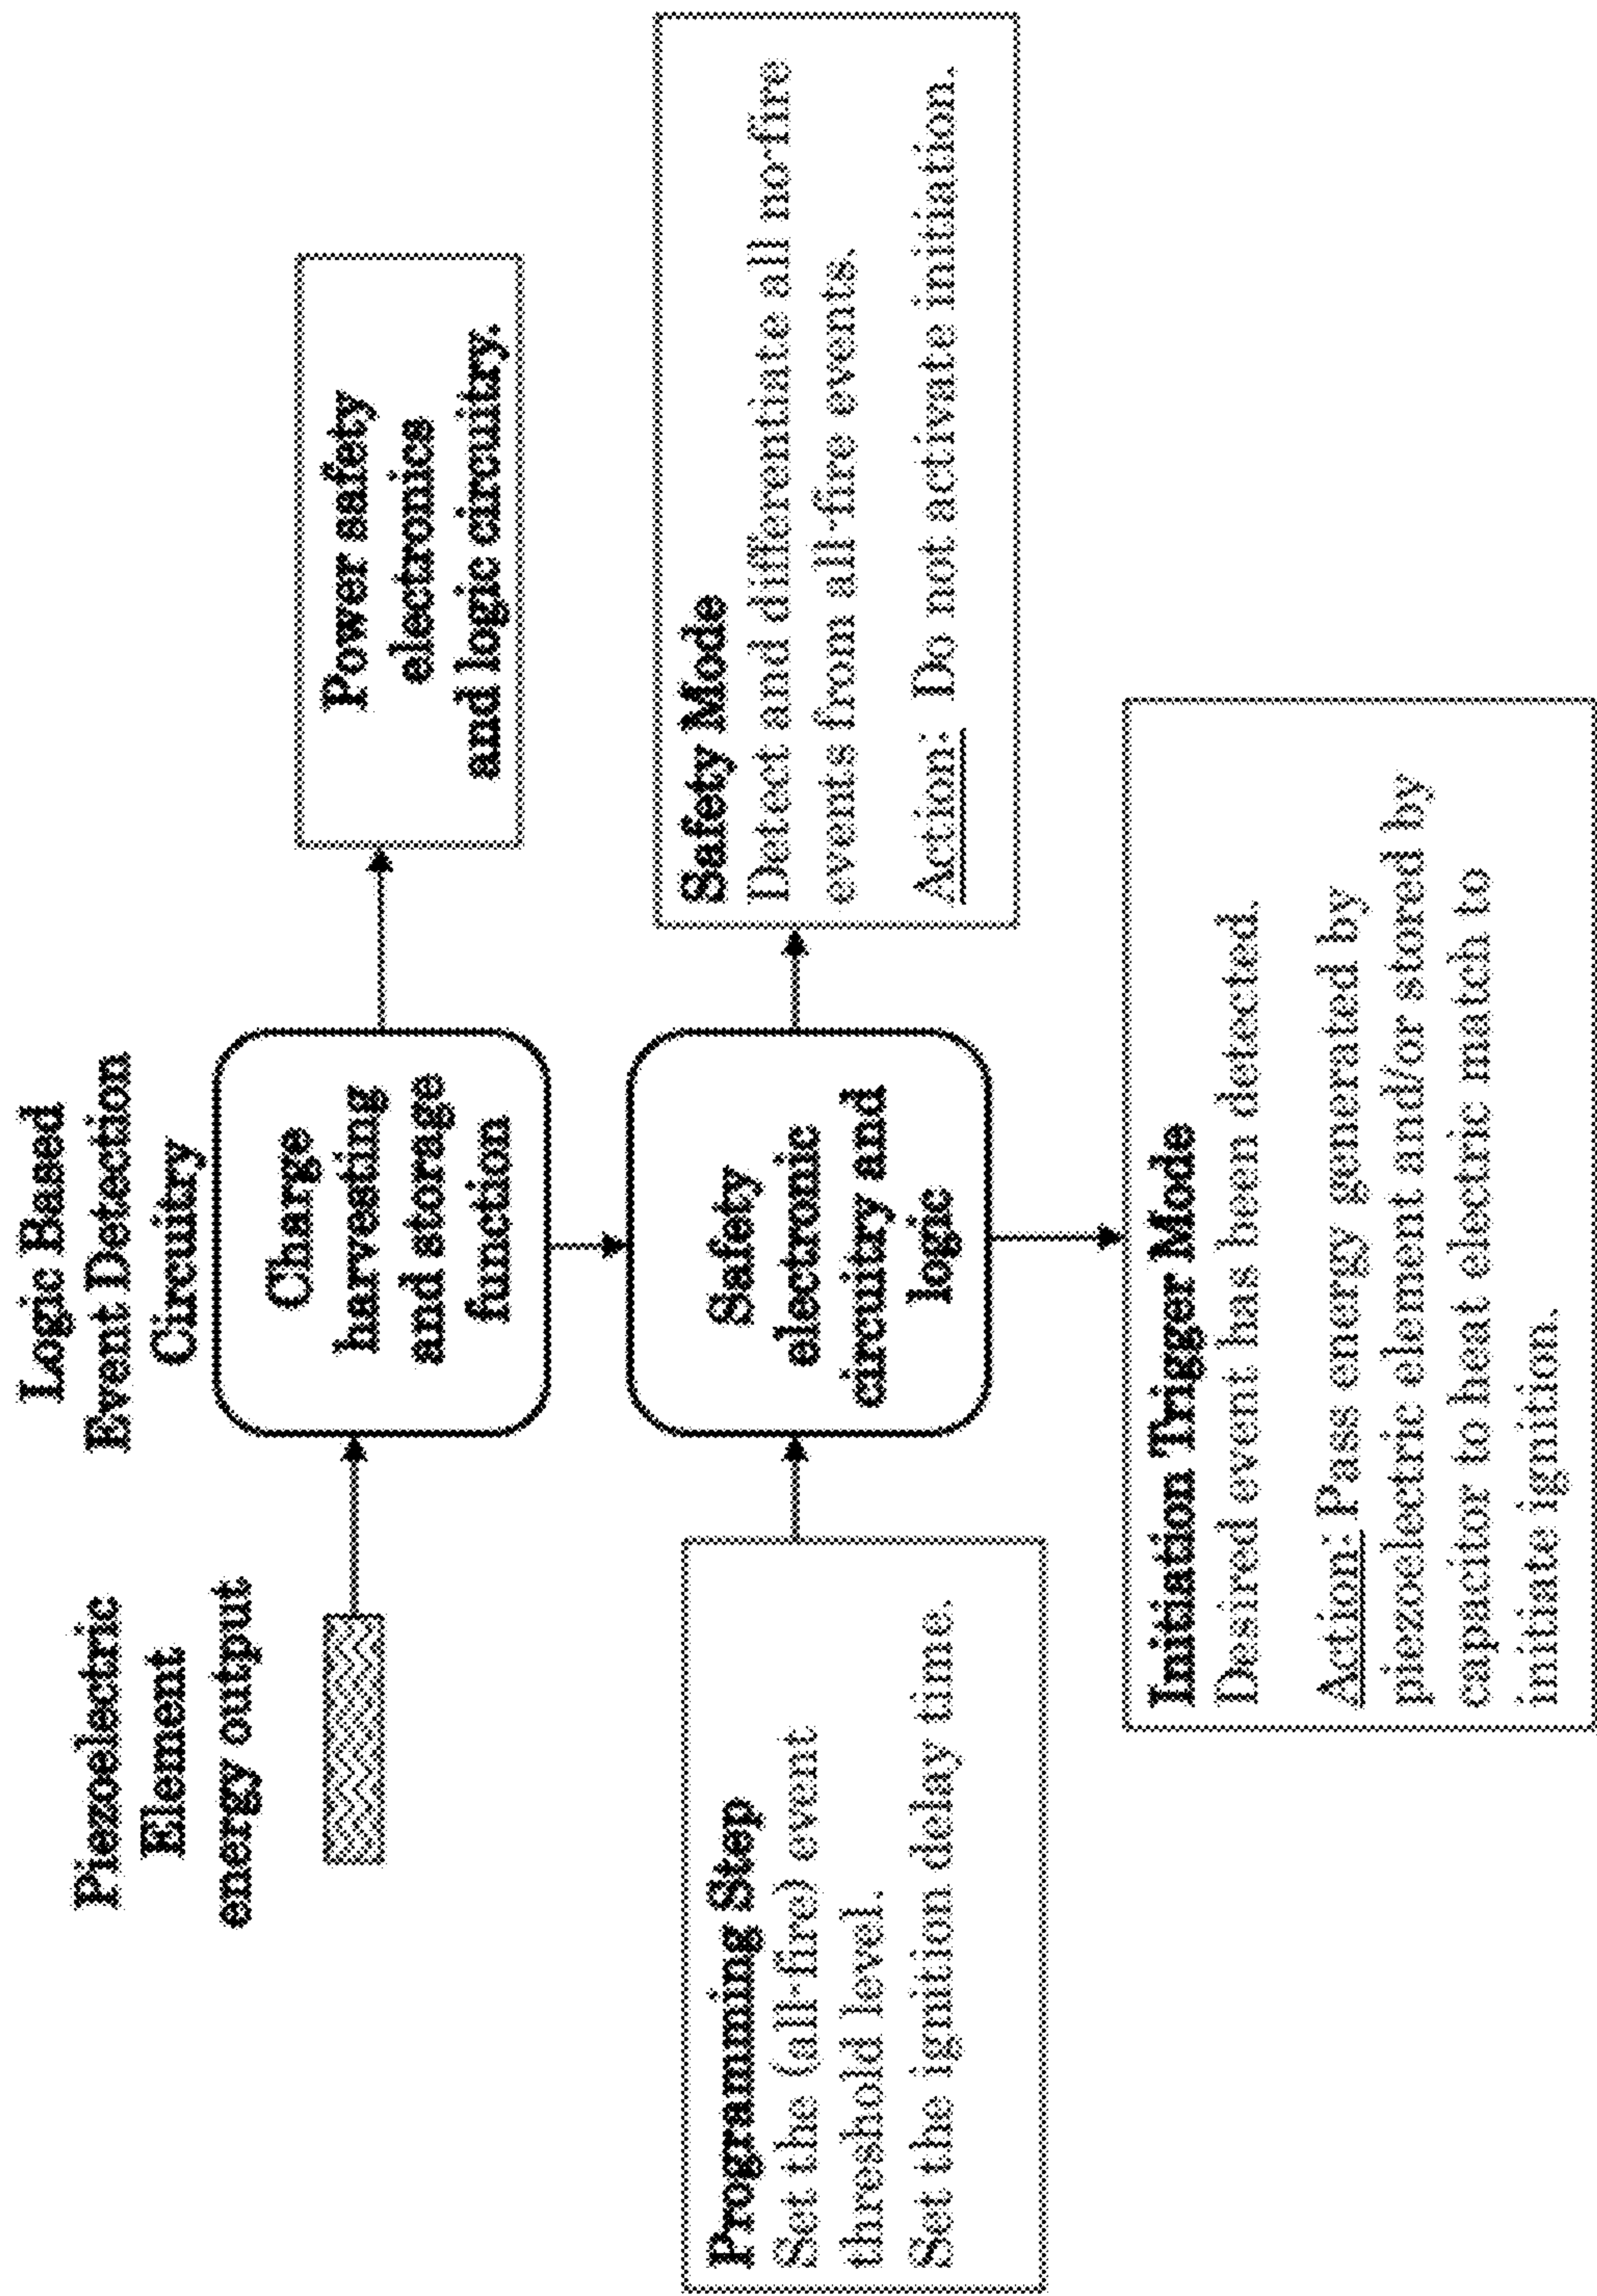 Piezoelectric
Element
energy output
Logic Based
Event Detection
Circuitry
Charge
harvesting
and storage
function
Power safety
electronics
and logic circuitry.
Programming Step
Set the (all-fire) event
threshold level.
Set the ignition delay time.
Safety
electronic
circuitry and
logic
Safety Mode
Detect and differentiate all no-fire
events from all-fire events.
Action: Do not activate initiation.
Initiation Trigger Mode
Desired event has been detected.
Action: Pass energy generated by
piezoelectric element and/or stored by
capacitor to heat electric match to
initiate ignition.